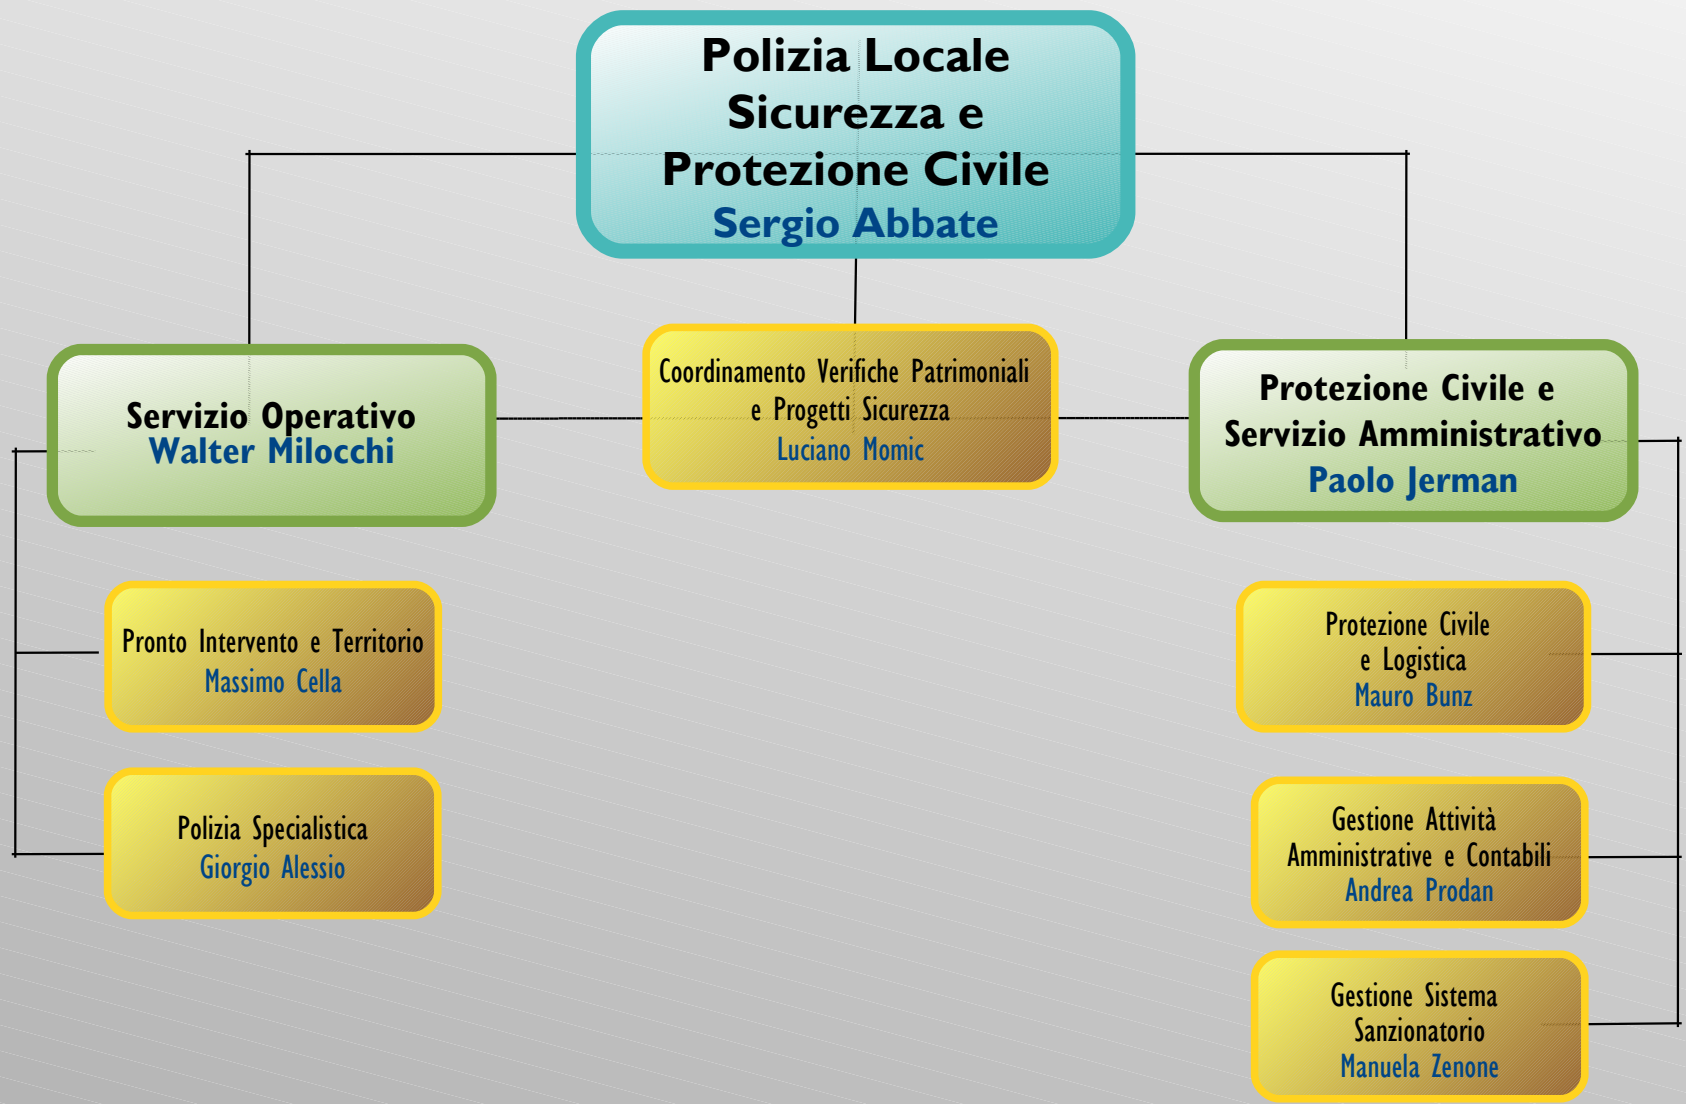 Polizia Locale
Sicurezza e
Protezione Civile
Sergio Abbate
Servizio Operativo
Walter Milocchi
Coordinamento Verifiche Patrimoniali
e Progetti Sicurezza
Luciano Momic
Protezione Civile e
Servizio Amministrativo
Paolo Jerman
Pronto Intervento e Territorio
Massimo Cella
Polizia Specialistica
Giorgio Alessio
Protezione Civile
e Logistica
Mauro Bunz
Gestione Attività
Amministrative e Contabili
Andrea Prodan
Gestione Sistema
Sanzionatorio
Manuela Zenone